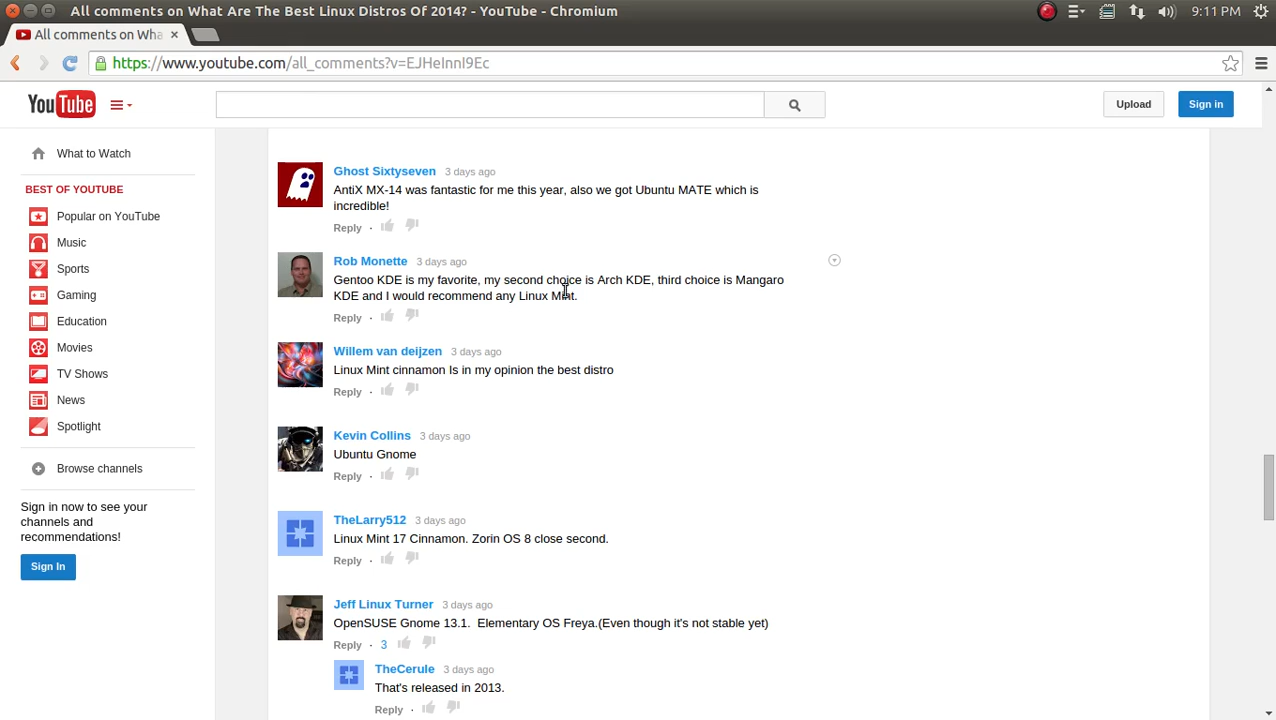 All comments on What Are The Best Linux Distros Of 2014? - YouTube - Chromium
9:11 PM
All comments on Wha
https://www.youtube.com/all_comments?v=EJHeInnI9Ec
YouTube
Upload
Sign in
What to Watch
BEST OF YOUTUBE
Popular on YouTube
Music
Sports
Gaming
Education
Movies
TV Shows
News
Spotlight
Browse channels
Sign in now to see your
channels and
recommendations!
Sign In
Ghost Sixtyseven 3 days ago
AntiX MX-14 was fantastic for me this year, also we got Ubuntu MATE which is
incredible!
Reply ·
Rob Monette 3 days ago
Gentoo KDE is my favorite, my second choice is Arch KDE, third choice is Mangaro
KDE and I would recommend any Linux Mint.
Reply ·
Willem van deijzen 3 days ago
Linux Mint cinnamon Is in my opinion the best distro
Reply ·
Kevin Collins 3 days ago
Ubuntu Gnome
Reply ·
TheLarry512 3 days ago
Linux Mint 17 Cinnamon. Zorin OS 8 close second.
Reply ·
Jeff Linux Turner 3 days ago
OpenSUSE Gnome 13.1.  Elementary OS Freya.(Even though it's not stable yet)
Reply · 3
TheCerule 3 days ago
That's released in 2013.
Reply ·